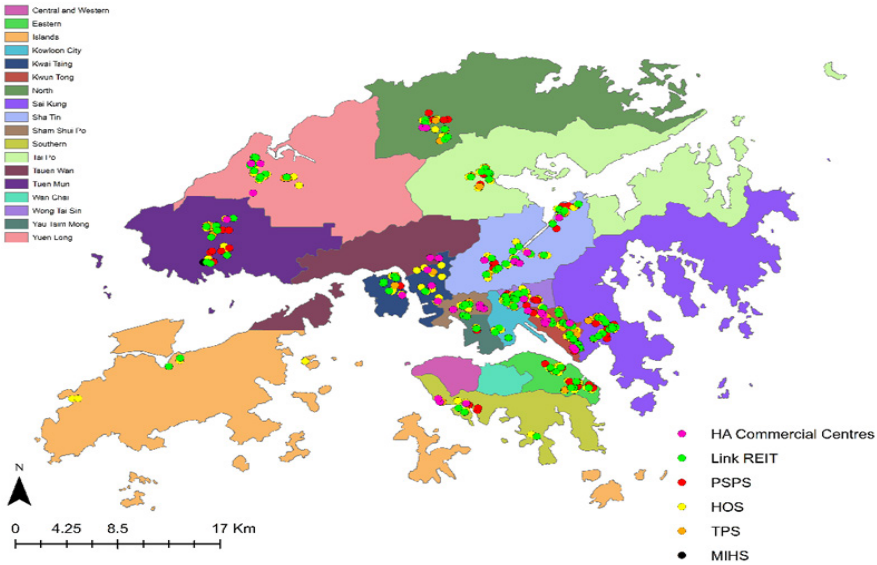 Central and Western
Eastern
Islands
Kowloon City
Kwai Tsing
Kwun Tong
North
Sai Kung
Sha Tin
Sham Shui Po
Southern
Tai Po
Tsuen Wan
Tuen Mun
Wan Chai
Wong Tai Sin
Yau Tsim Mong
Yuen Long
HA Commercial Centres
Link REIT
PSPS
HOS
TPS
MIHS
N
0 4.25 8.5 17 Km